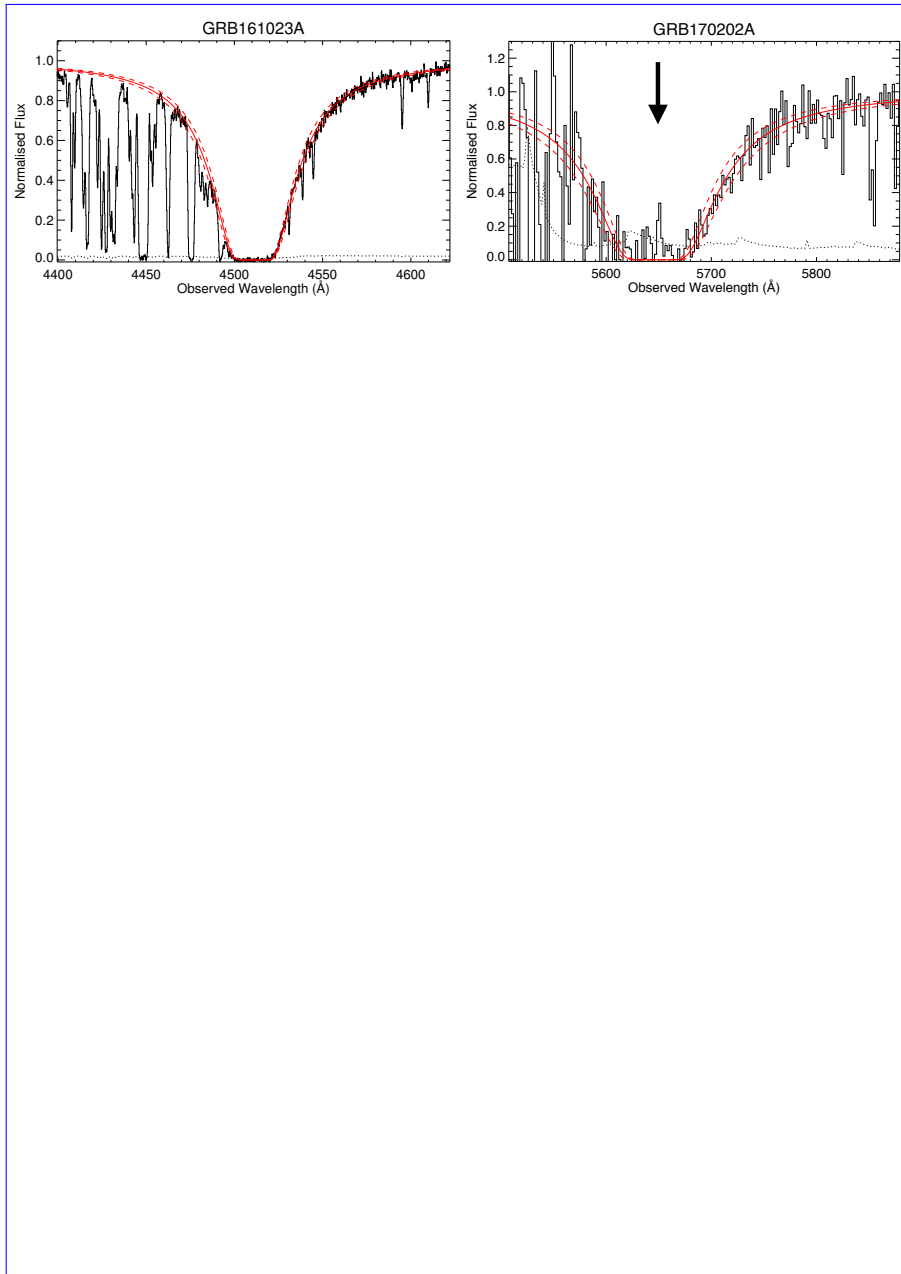 GRB161023A
1.0
0.8
0.6
0.4
0.2
0.0
Normalised Flux
4400 4450 4500 4550 4600
Observed Wavelength (Å)
GRB170202A
1.2
1.0
0.8
0.6
0.4
0.2
0.0
Normalised Flux
5600 5700 5800
Observed Wavelength (Å)